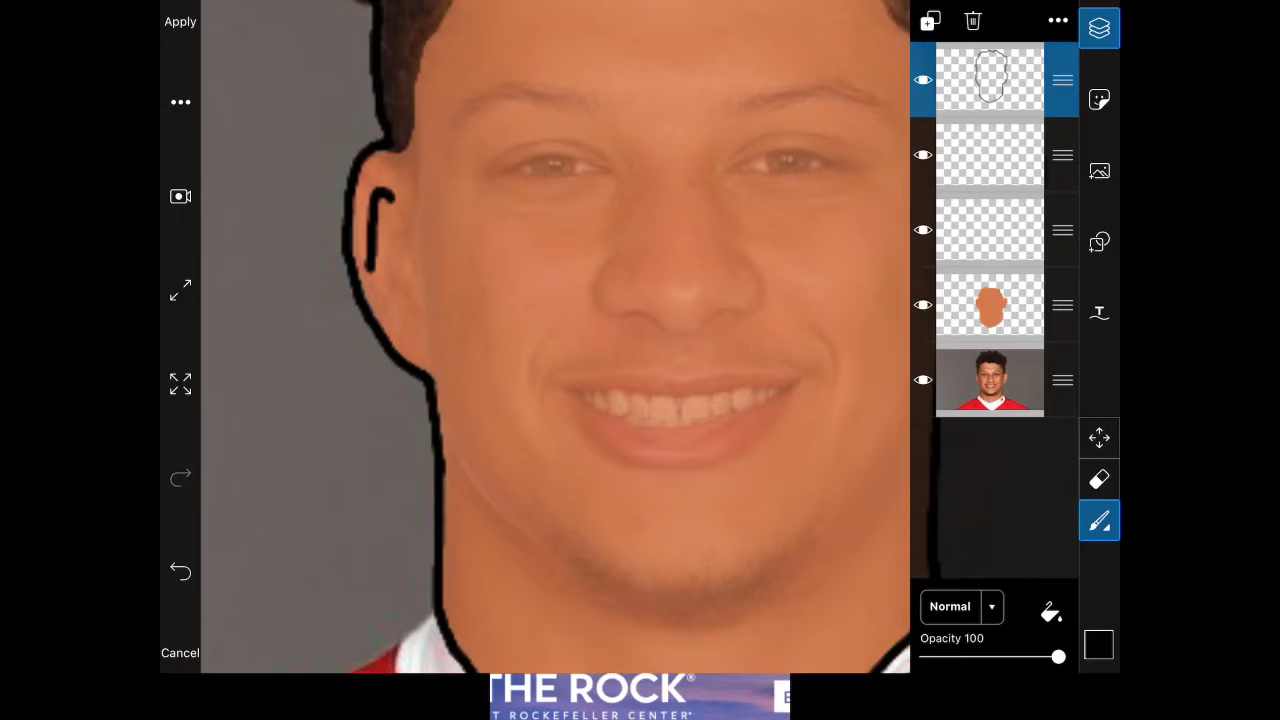 Apply
Normal
Opacity 100
Cancel
THE ROCK®
T ROCKEFELLER CENTER